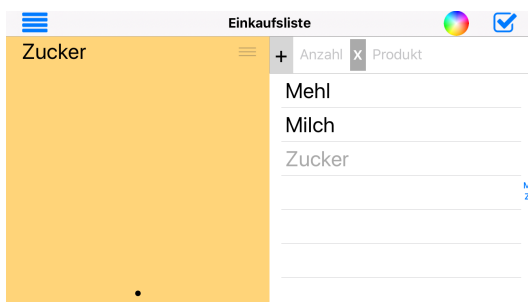 Einkaufsliste
Zucker
+ Anzahl x Produkt
Mehl
Milch
Zucker
M
Z